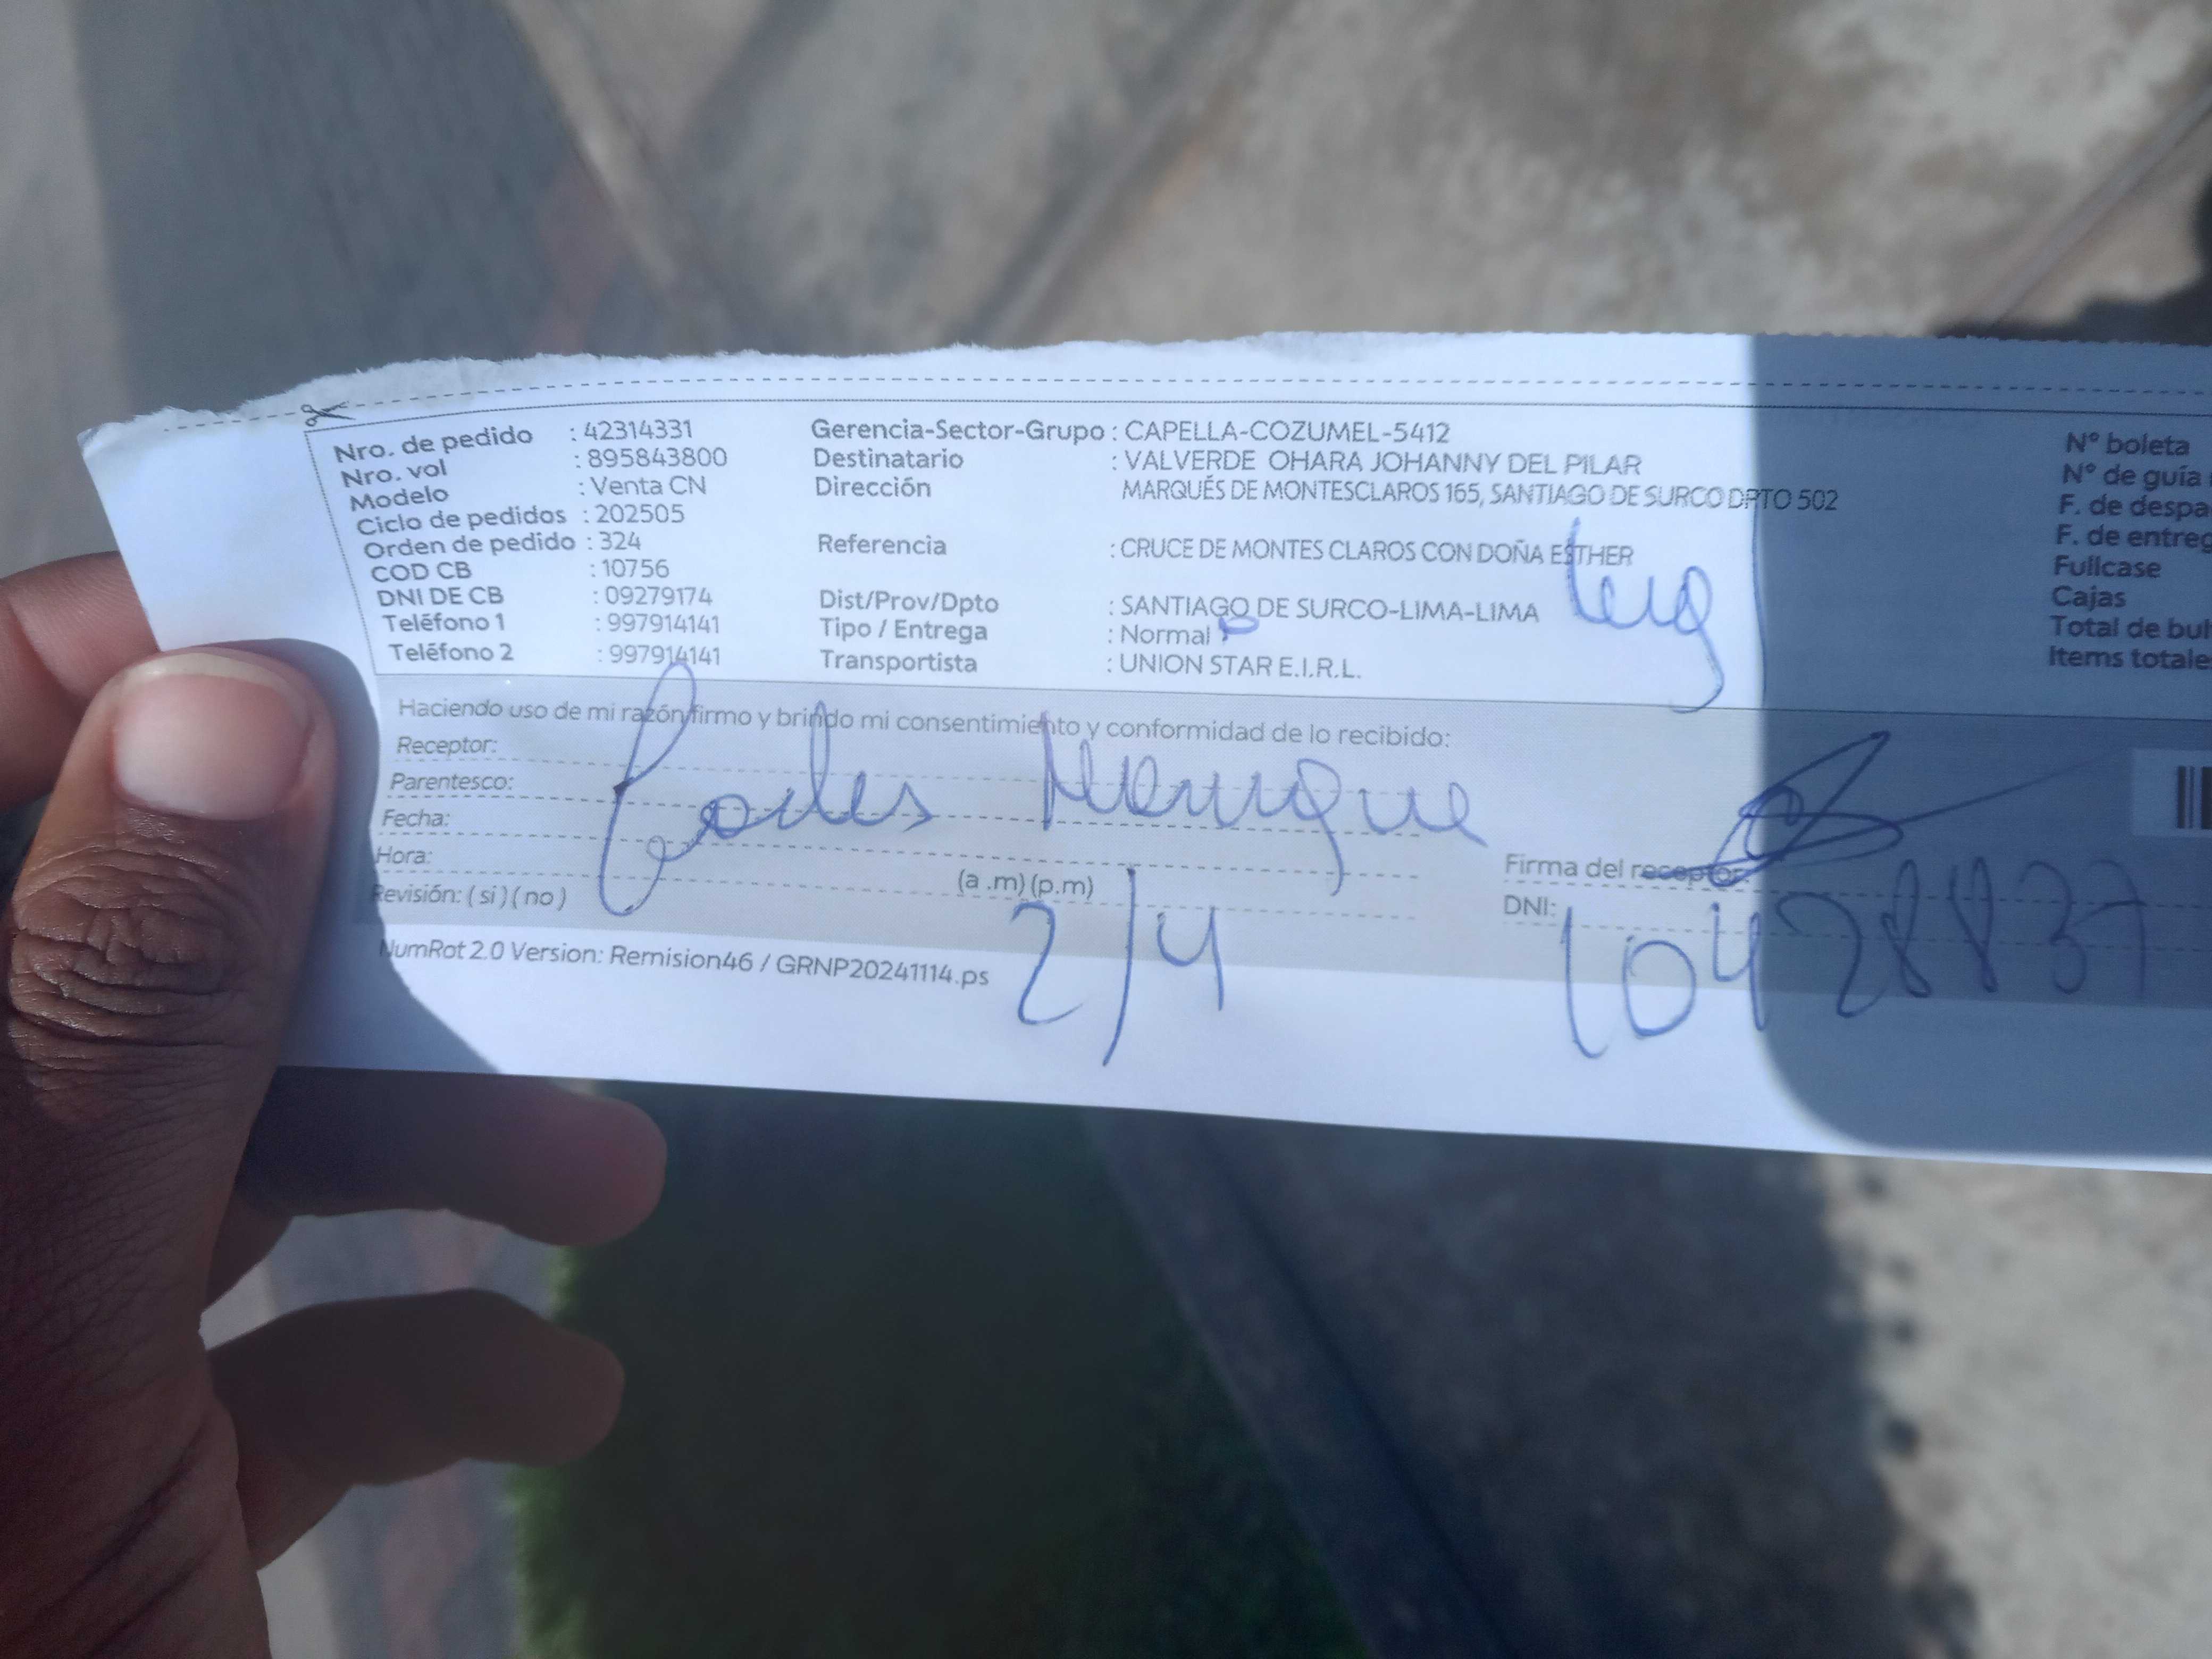 Nro. de pedido : 42314331
Nro. vol : 895843800
Modelo : Venta CN
Ciclo de pedidos : 202505
Orden de pedido : 324
COD CB : 10756
DNI DE CB : 09279174
Teléfono 1 : 997914141
Teléfono 2 : 997914141
Gerencia-Sector-Grupo : CAPELLA-COZUMEL-5412
Destinatario : VALVERDE OHARA JOHANNY DEL PILAR
Dirección MARQUÉS DE MONTESCLAROS 165, SANTIAGO DE SURCO DPTO 502
Referencia : CRUCE DE MONTES CLAROS CON DOÑA ESTHER
Dist/Prov/Dpto : SANTIAGO DE SURCO-LIMA-LIMA
Tipo / Entrega : Normal
Transportista : UNION STAR E.I.R.L.
N° boleta
N° de guía
F. de despa
F. de entreg
Fullcase
Cajas
Total de bul
Items totale
Haciendo uso de mi razón firmo y brindo mi consentimiento y conformidad de lo recibido:
Receptor:
Parentesco:
Fecha:
Hora: (a .m) (p.m)
Revisión: ( si ) ( no )
2/4
Firma del receptor
DNI: 10428837
NumRot 2.0 Version: Remision46 / GRNP20241114.ps